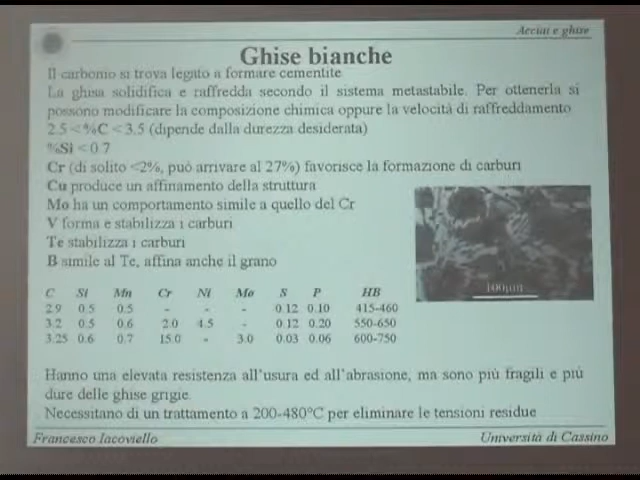 Acciai e ghise
Ghise bianche
Il carbonio si trova legato a formare cementite
La ghisa solidifica e raffredda secondo il sistema metastabile. Per ottenerla si
possono modificare la composizione chimica oppure la velocità di raffreddamento
2.5 <%C < 3.5 (dipende dalla durezza desiderata)
%Si < 0.7
Cr (di solito <2%, può arrivare al 27%) favorisce la formazione di carburi
Cu produce un affinamento della struttura
Mo ha un comportamento simile a quello del Cr
V forma e stabilizza i carburi
Te stabilizza i carburi
B simile al Te, affina anche il grano
100μm
C Si Mn Cr Ni Mo S P HB
2.9 0.5 0.5 - - - 0.12 0.10 415-460
3.2 0.5 0.6 2.0 4.5 - 0.12 0.20 550-650
3.25 0.6 0.7 15.0 - 3.0 0.03 0.06 600-750
Hanno una elevata resistenza all'usura ed all'abrasione, ma sono più fragili e più
dure delle ghise grigie.
Necessitano di un trattamento a 200-480°C per eliminare le tensioni residue
Francesco Iacoviello Università di Cassino